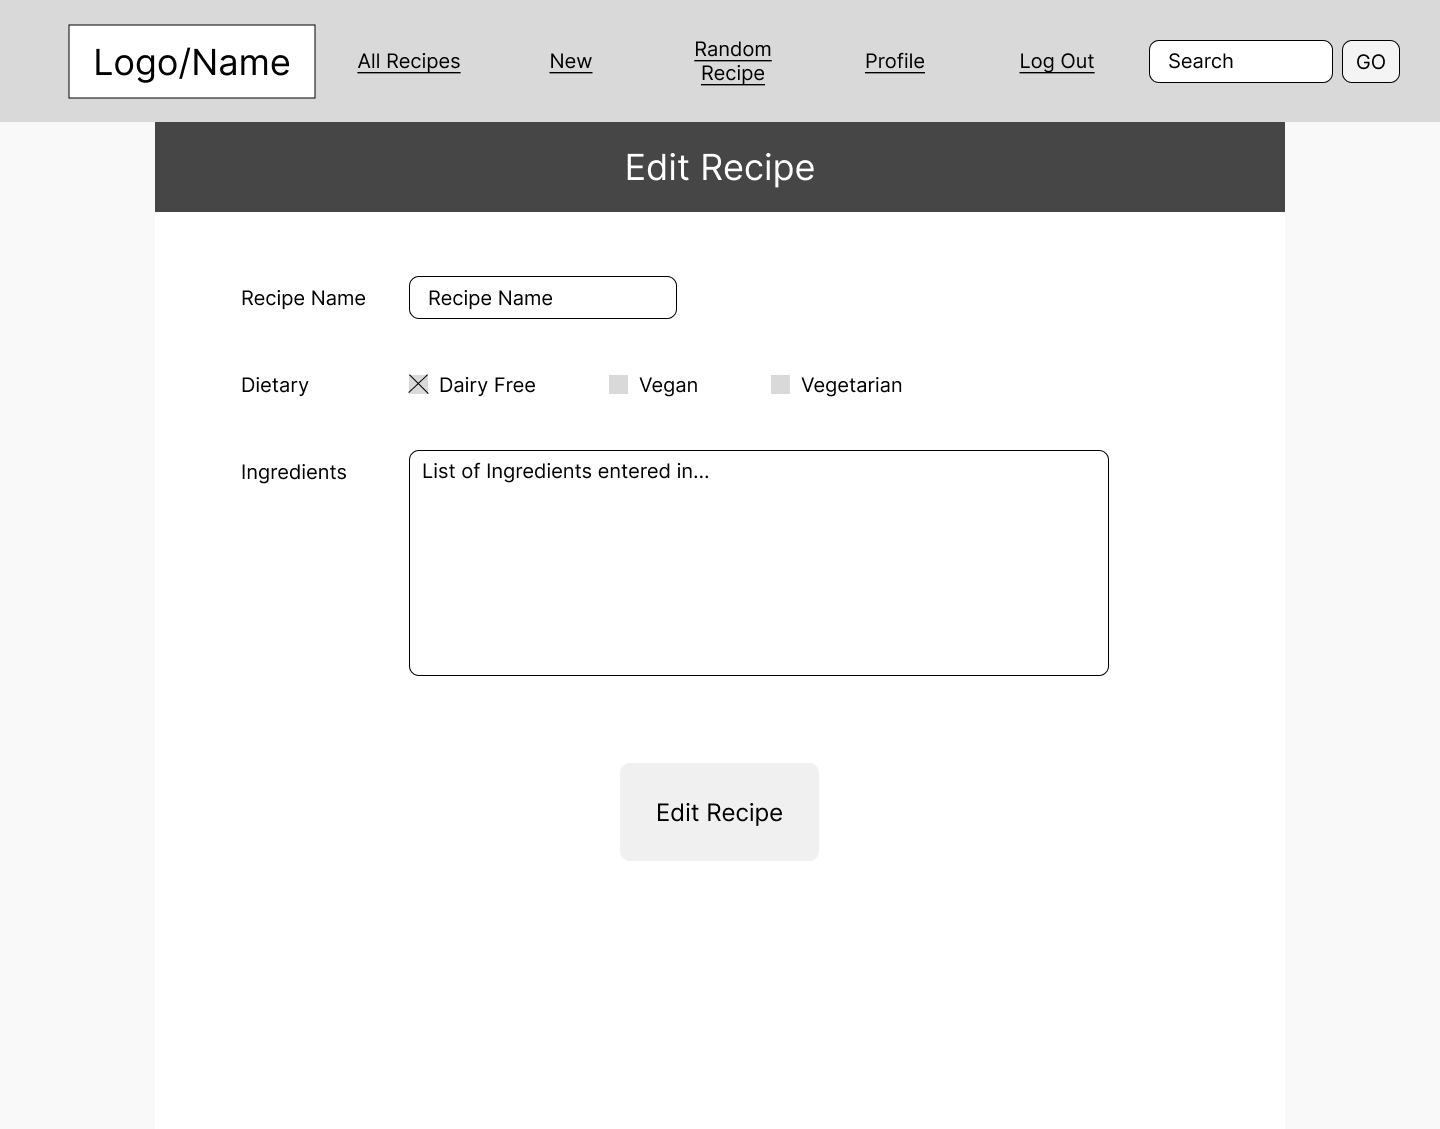 Logo/Name
All Recipes
New
Random
Recipe
Profile
Log Out
Search
GO
Edit Recipe
Recipe Name
Recipe Name
Dietary
Dairy Free
Vegan
Vegetarian
Ingredients
List of Ingredients entered in...
Edit Recipe